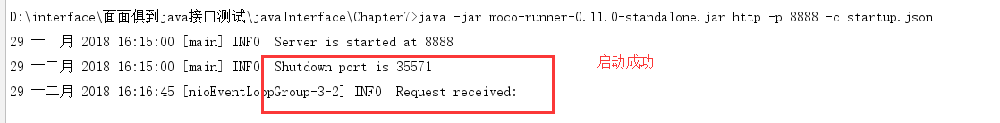 D:\interface\面面俱到java接口测试\javaInterface\Chapter7>java -jar moco-runner-0.11.0-standalone.jar http -p 8888 -c startup.json
29 十二月 2018 16:15:00 [main] INFO  Server is started at 8888
29 十二月 2018 16:15:00 [main] INFO  Shutdown port is 35571
启动成功
29 十二月 2018 16:16:45 [nioEventLoopGroup-3-2] INFO  Request received: